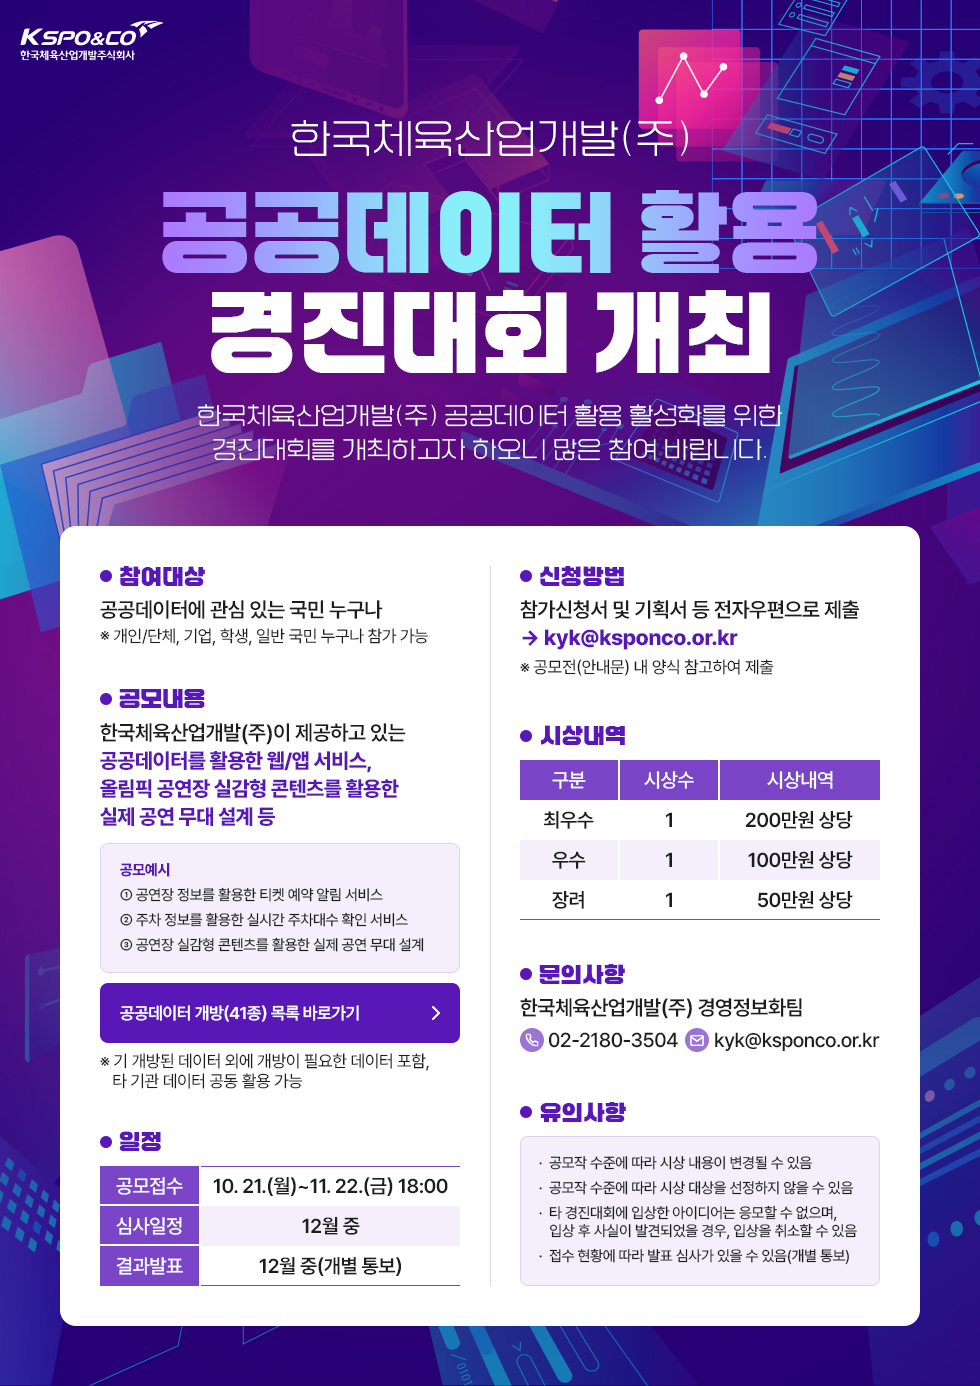 KSPO&CO
한국체육산업개발주식회사
한국체육산업개발(주)
공공데이터 활용
경진대회 개최
한국체육산업개발(주) 공공데이터 활용 활성화를 위한
경진대회를 개최하고자 하오니 많은 참여 바랍니다.
● 참여대상
공공데이터에 관심 있는 국민 누구나
※ 개인/단체, 기업, 학생, 일반 국민 누구나 참가 가능
● 공모내용
한국체육산업개발(주)이 제공하고 있는
공공데이터를 활용한 웹/앱 서비스,
올림픽 공연장 실감형 콘텐츠를 활용한
실제 공연 무대 설계 등
공모예시
① 공연장 정보를 활용한 티켓 예약 알림 서비스
② 주차 정보를 활용한 실시간 주차대수 확인 서비스
③ 공연장 실감형 콘텐츠를 활용한 실제 공연 무대 설계
공공데이터 개방(41종) 목록 바로가기
※ 기 개방된 데이터 외에 개방이 필요한 데이터 포함,
타 기관 데이터 공동 활용 가능
● 일정
공모접수 10. 21.(월)~11. 22.(금) 18:00
심사일정 12월 중
결과발표 12월 중(개별 통보)
● 신청방법
참가신청서 및 기획서 등 전자우편으로 제출
→ kyk@ksponco.or.kr
※ 공모전(안내문) 내 양식 참고하여 제출
● 시상내역
구분 시상수 시상내역
최우수 1 200만원 상당
우수 1 100만원 상당
장려 1 50만원 상당
● 문의사항
한국체육산업개발(주) 경영정보화팀
02-2180-3504 kyk@ksponco.or.kr
● 유의사항
· 공모작 수준에 따라 시상 내용이 변경될 수 있음
· 공모작 수준에 따라 시상 대상을 선정하지 않을 수 있음
· 타 경진대회에 입상한 아이디어는 응모할 수 없으며,
입상 후 사실이 발견되었을 경우, 입상을 취소할 수 있음
· 접수 현황에 따라 발표 심사가 있을 수 있음(개별 통보)